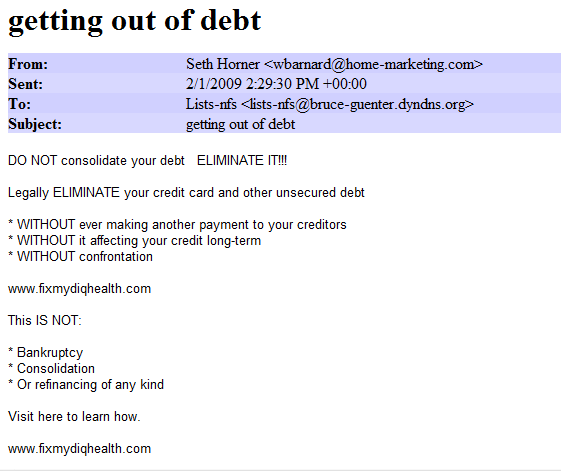 getting out of debt
From: Seth Horner <wbarnard@home-marketing.com>
Sent: 2/1/2009 2:29:30 PM +00:00
To: Lists-nfs <lists-nfs@bruce-guenter.dyndns.org>
Subject: getting out of debt
DO NOT consolidate your debt   ELIMINATE IT!!!
Legally ELIMINATE your credit card and other unsecured debt
* WITHOUT ever making another payment to your creditors
* WITHOUT it affecting your credit long-term
* WITHOUT confrontation
www.fixmydiqhealth.com
This IS NOT:
* Bankruptcy
* Consolidation
* Or refinancing of any kind
Visit here to learn how.
www.fixmydiqhealth.com